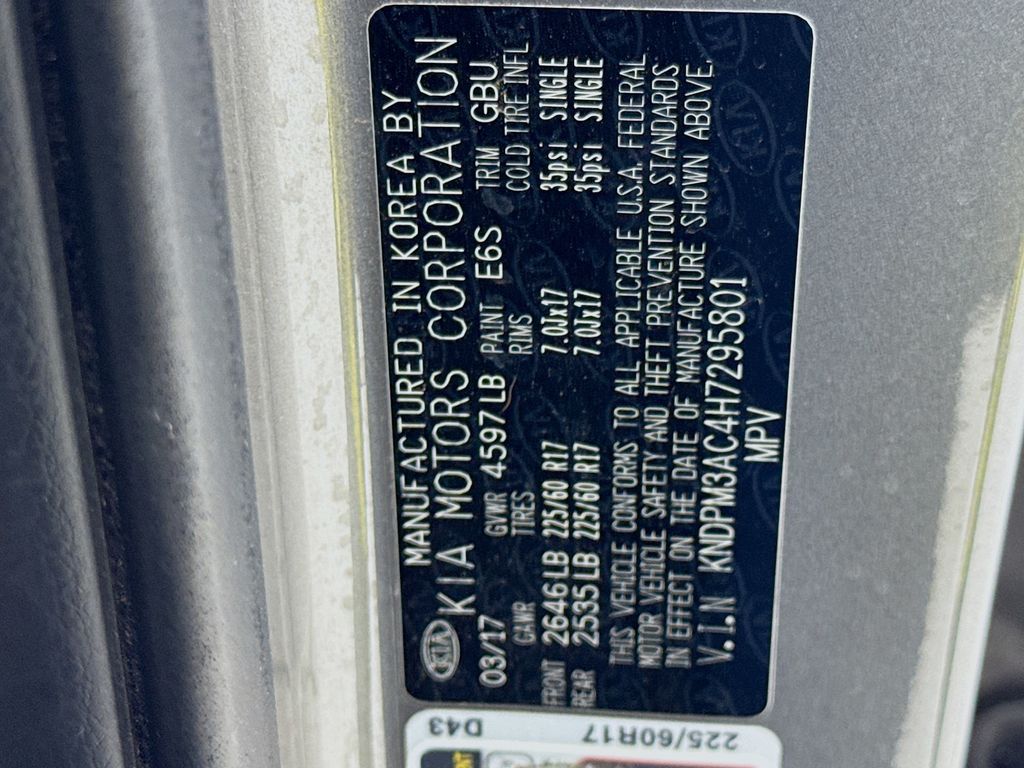 MANUFACTURED IN KOREA BY
KIA KIA MOTORS CORPORATION
03/17 GVWR 4597LB PAINT E6S TRIM GBU
GAWR TIRES RIMS COLD TIRE INFL
FRONT 2646LB 225/60 R17 7.0Jx17 35psi SINGLE
REAR 2535LB 225/60 R17 7.0Jx17 35psi SINGLE
THIS VEHICLE CONFORMS TO ALL APPLICABLE U.S.A. FEDERAL
MOTOR VEHICLE SAFETY AND THEFT PREVENTION STANDARDS
IN EFFECT ON THE DATE OF MANUFACTURE SHOWN ABOVE.
V.I.N KNDPM3AC4H7295801
MPV
D43
225/60R17